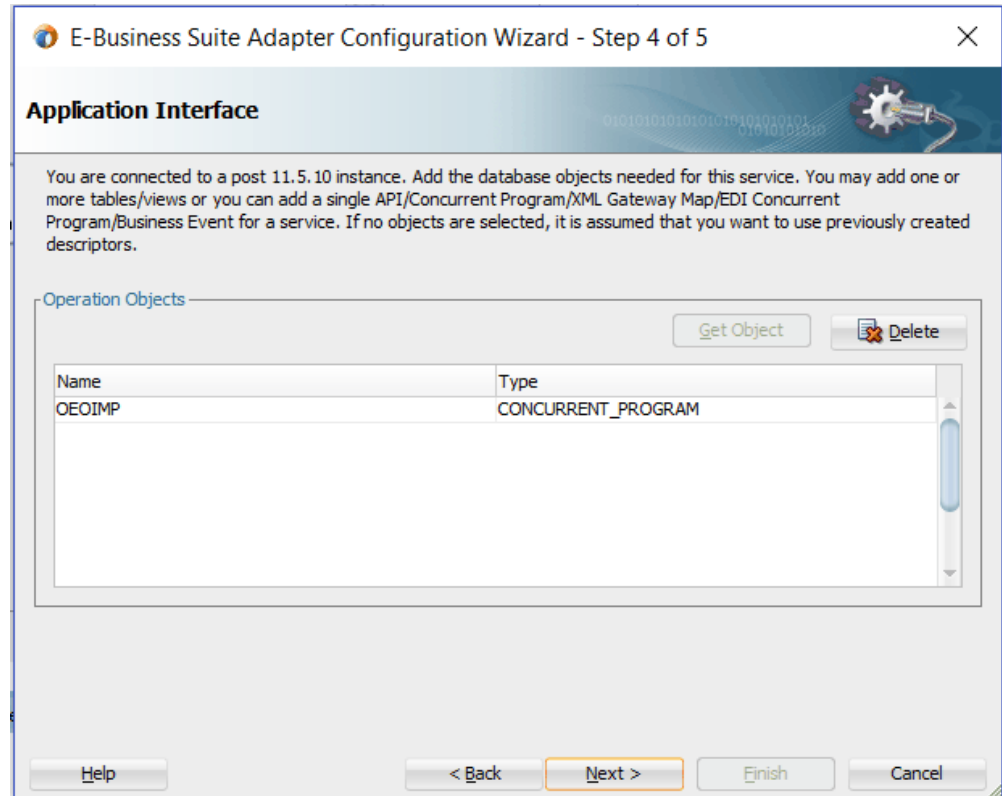 E-Business Suite Adapter Configuration Wizard - Step 4 of 5
Application Interface
You are connected to a post 11.5.10 instance. Add the database objects needed for this service. You may add one or
more tables/views or you can add a single API/Concurrent Program/XML Gateway Map/EDI Concurrent
Program/Business Event for a service. If no objects are selected, it is assumed that you want to use previously created
descriptors.
Operation Objects
Get Object Delete
Name Type
OEOIMP CONCURRENT_PROGRAM
Help < Back Next > Finish Cancel